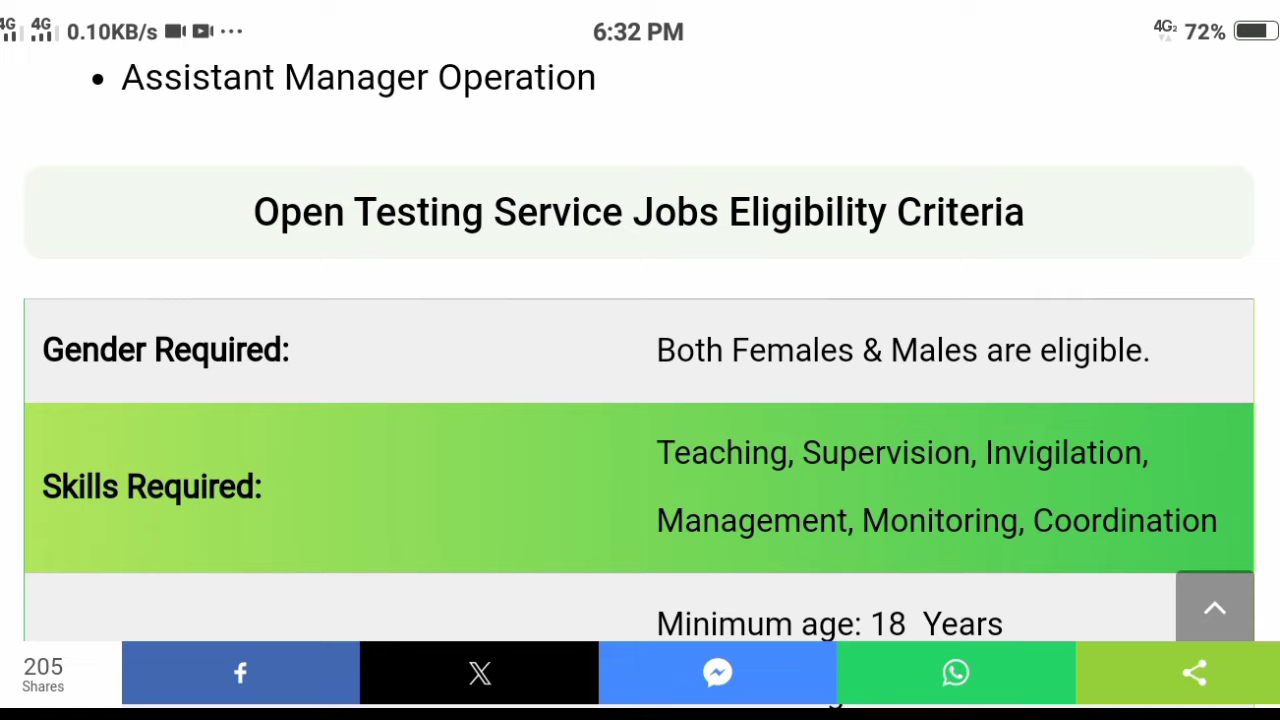 4G 4G 0.10KB/s ... 6:32 PM 4G2 72%
• Assistant Manager Operation
Open Testing Service Jobs Eligibility Criteria
Gender Required: Both Females & Males are eligible.
Skills Required: Teaching, Supervision, Invigilation,
Management, Monitoring, Coordination
Minimum age: 18 Years
205
Shares